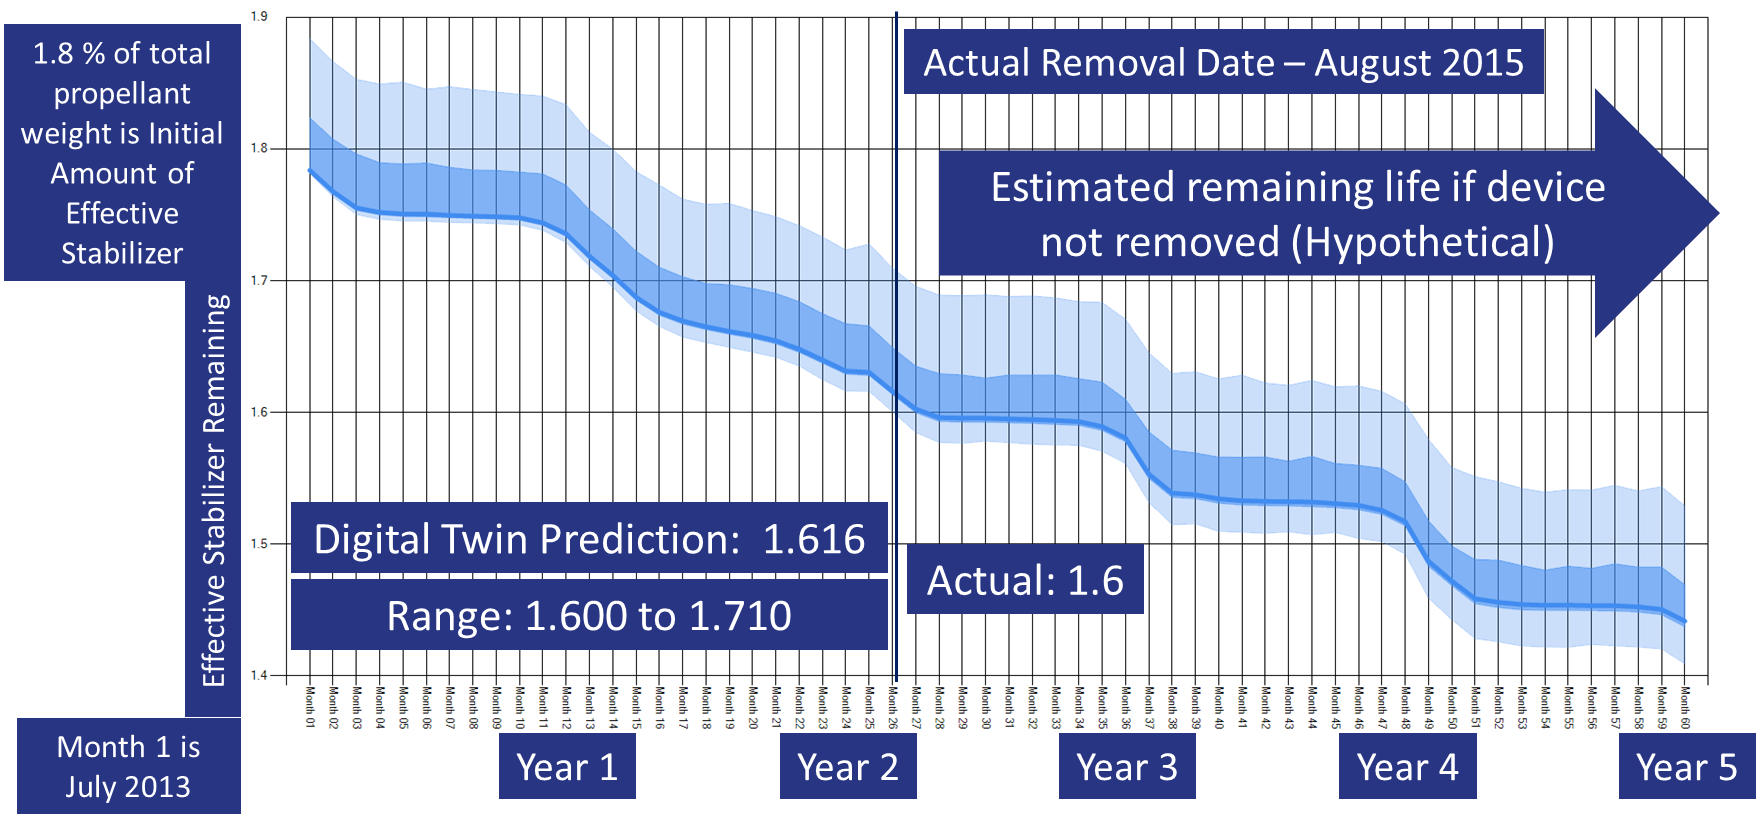 1.8 % of total
propellant
weight is Initial
Amount of
Effective
Stabilizer
Effective Stabilizer Remaining
1.9
1.8
1.7
1.6
1.5
1.4
Actual Removal Date – August 2015
Estimated remaining life if device
not removed (Hypothetical)
Digital Twin Prediction:  1.616
Range: 1.600 to 1.710
Actual: 1.6
Month 01
Month 02
Month 03
Month 04
Month 05
Month 06
Month 07
Month 08
Month 09
Month 10
Month 11
Month 12
Month 13
Month 14
Month 15
Month 16
Month 17
Month 18
Month 19
Month 20
Month 21
Month 22
Month 23
Month 24
Month 25
Month 26
Month 27
Month 28
Month 29
Month 30
Month 31
Month 32
Month 33
Month 34
Month 35
Month 36
Month 37
Month 38
Month 39
Month 40
Month 41
Month 42
Month 43
Month 44
Month 45
Month 46
Month 47
Month 48
Month 49
Month 50
Month 51
Month 52
Month 53
Month 54
Month 55
Month 56
Month 57
Month 58
Month 59
Month 60
Month 1 is
July 2013
Year 1
Year 2
Year 3
Year 4
Year 5